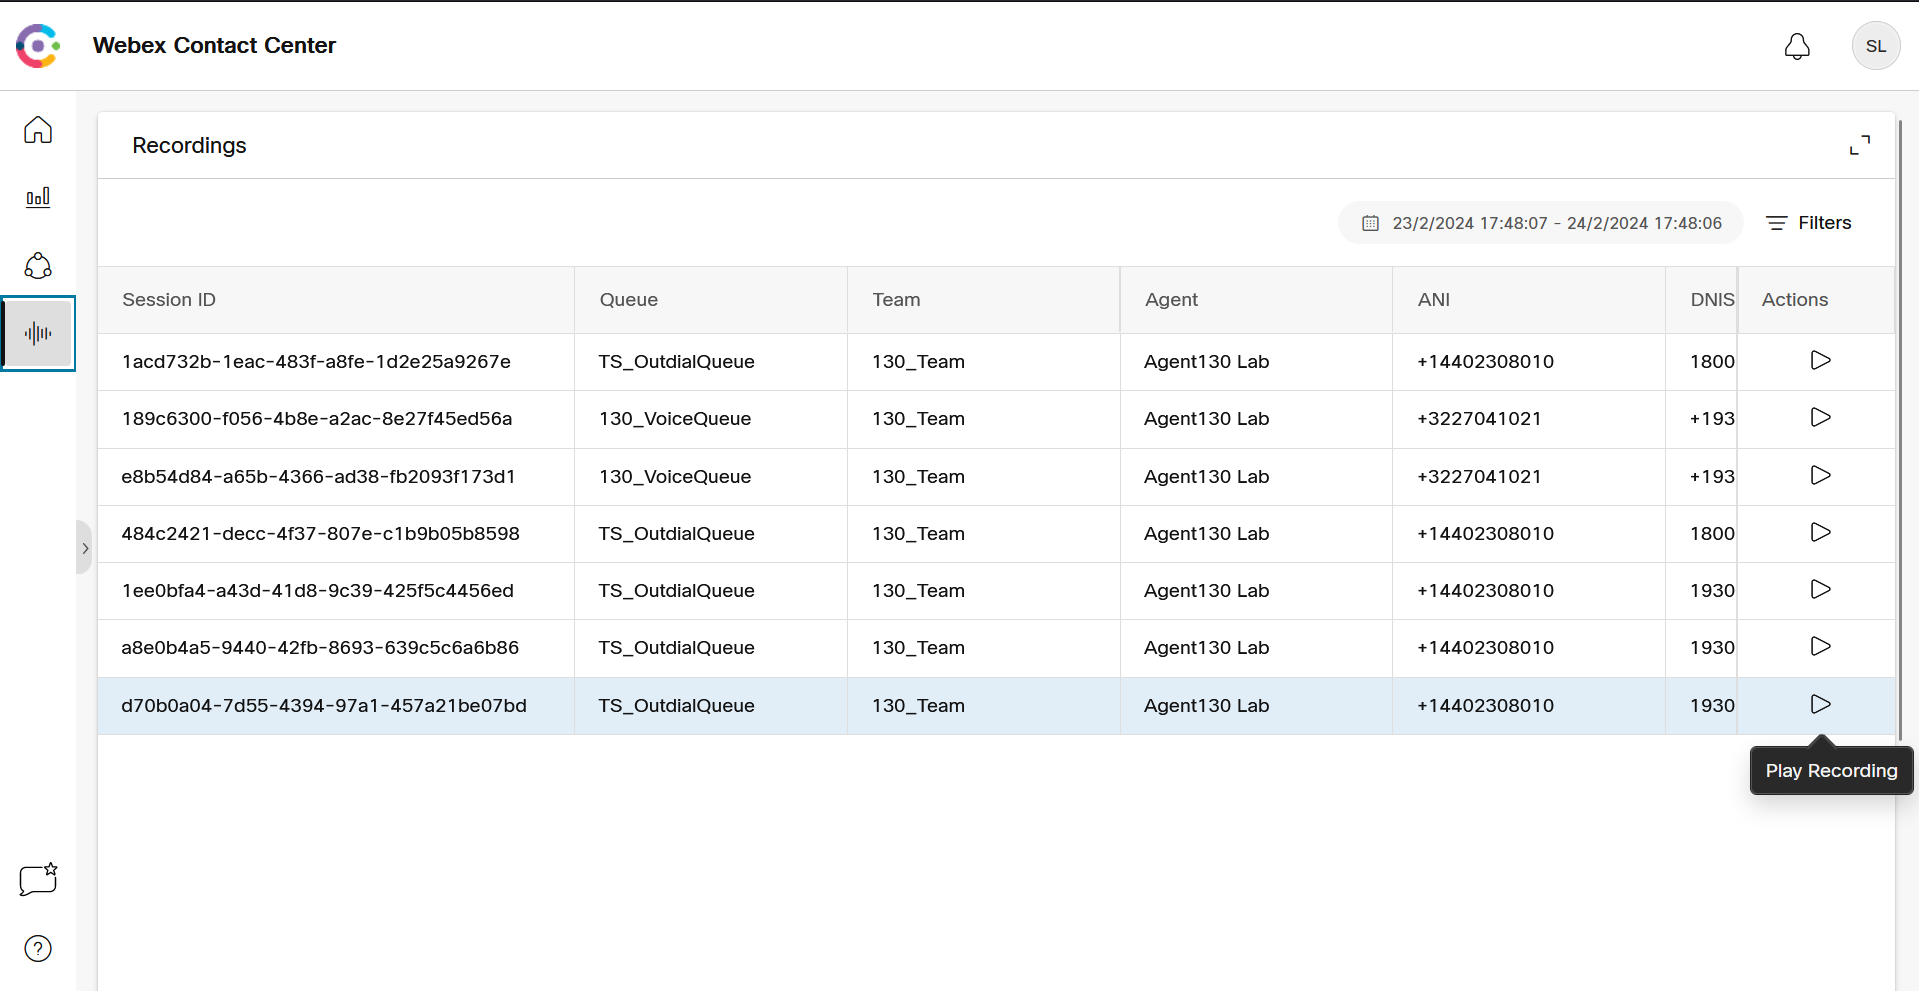 Webex Contact Center
SL
Recordings
23/2/2024 17:48:07 - 24/2/2024 17:48:06 Filters
Session ID Queue Team Agent ANI DNIS Actions
1acd732b-1eac-483f-a8fe-1d2e25a9267e TS_OutdialQueue 130_Team Agent130 Lab +14402308010 1800
189c6300-f056-4b8e-a2ac-8e27f45ed56a 130_VoiceQueue 130_Team Agent130 Lab +3227041021 +193
e8b54d84-a65b-4366-ad38-fb2093f173d1 130_VoiceQueue 130_Team Agent130 Lab +3227041021 +193
484c2421-decc-4f37-807e-c1b9b05b8598 TS_OutdialQueue 130_Team Agent130 Lab +14402308010 1800
1ee0bfa4-a43d-41d8-9c39-425f5c4456ed TS_OutdialQueue 130_Team Agent130 Lab +14402308010 1930
a8e0b4a5-9440-42fb-8693-639c5c6a6b86 TS_OutdialQueue 130_Team Agent130 Lab +14402308010 1930
d70b0a04-7d55-4394-97a1-457a21be07bd TS_OutdialQueue 130_Team Agent130 Lab +14402308010 1930
Play Recording